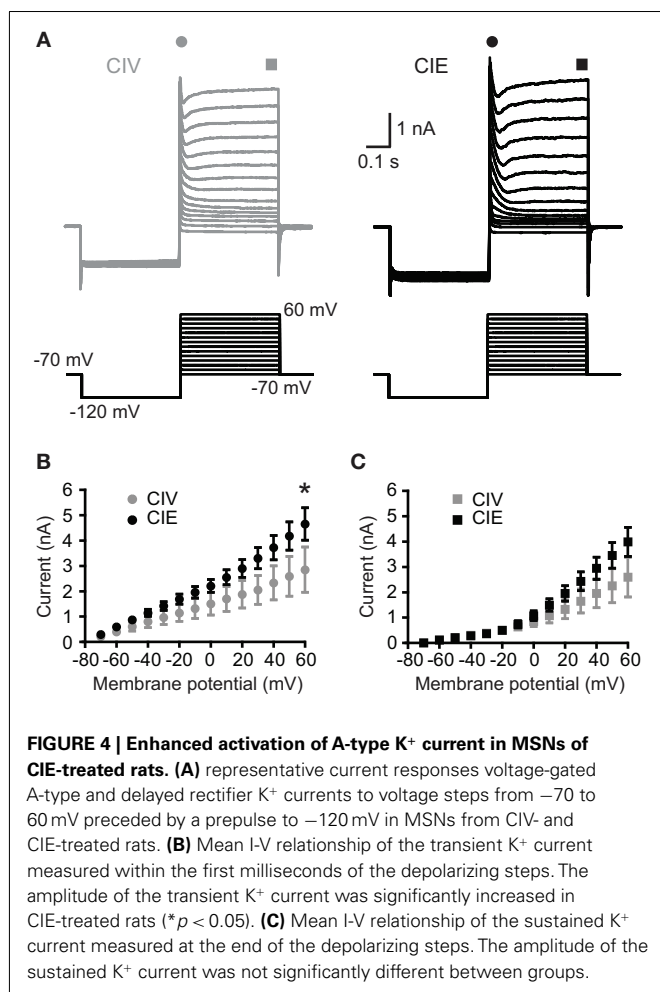 A
CIV
CIE
1 nA
0.1 s
60 mV
-70 mV
-70 mV
-120 mV
B
CIV
CIE
*
6
5
4
3
2
1
0
Current (nA)
-80 -60 -40 -20 0 20 40 60
Membrane potential (mV)
C
CIV
CIE
6
5
4
3
2
1
0
Current (nA)
-80 -60 -40 -20 0 20 40 60
Membrane potential (mV)
FIGURE 4 | Enhanced activation of A-type K⁺ current in MSNs of
CIE-treated rats. (A) representative current responses voltage-gated
A-type and delayed rectifier K⁺ currents to voltage steps from −70 to
60 mV preceded by a prepulse to −120 mV in MSNs from CIV- and
CIE-treated rats. (B) Mean I-V relationship of the transient K⁺ current
measured within the first milliseconds of the depolarizing steps. The
amplitude of the transient K⁺ current was significantly increased in
CIE-treated rats (*p < 0.05). (C) Mean I-V relationship of the sustained K⁺
current measured at the end of the depolarizing steps. The amplitude of the
sustained K⁺ current was not significantly different between groups.